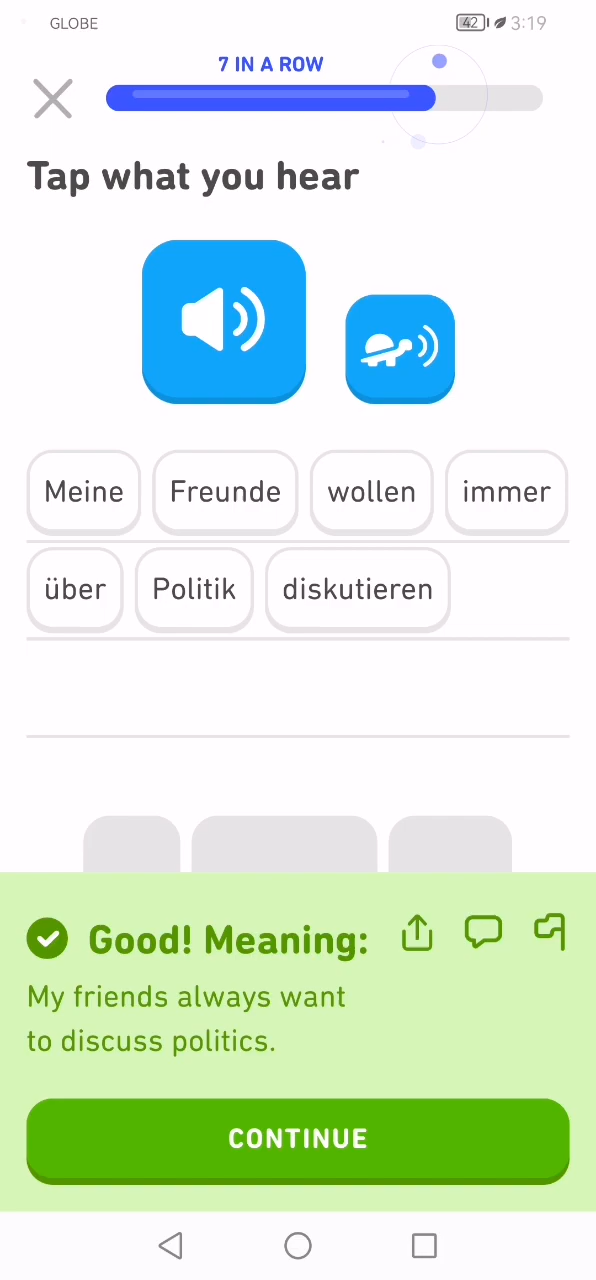 GLOBE 42 3:19
7 IN A ROW
Tap what you hear
Meine Freunde wollen immer
über Politik diskutieren
Good! Meaning:
My friends always want
to discuss politics.
CONTINUE